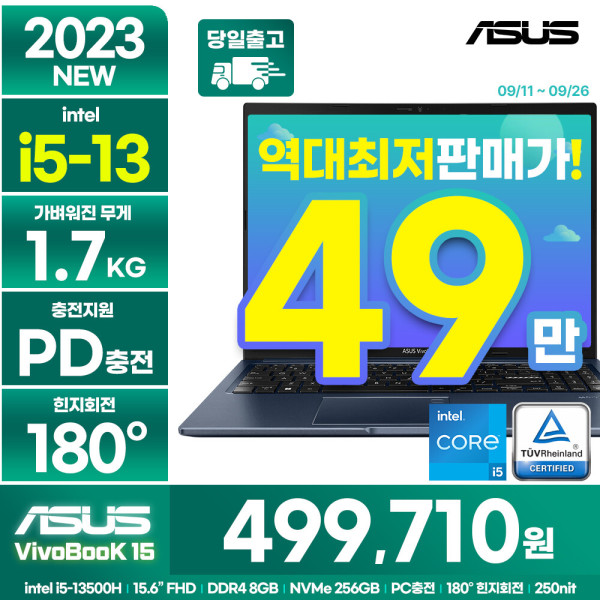 2023
NEW
intel
i5-13
가벼워진 무게
1.7KG
충전지원
PD충전
힌지회전
180°
당일출고
ASUS
09/11 ~ 09/26
역대최저판매가!
49만
ASUS Vivo
intel
CORE
i5
TÜVRheinland
CERTIFIED
ASUS
VivoBooK 15
499,710원
intel i5-13500H | 15.6” FHD | DDR4 8GB | NVMe 256GB | PC충전 | 180° 힌지회전 | 250nit